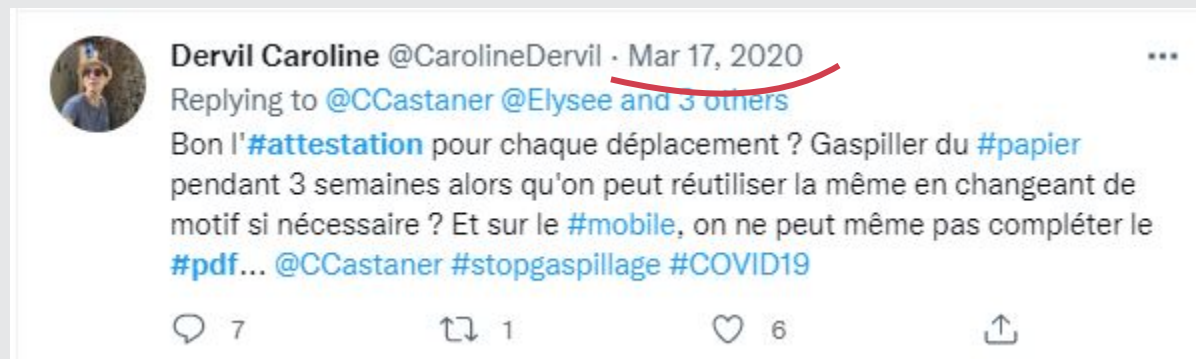 Dervil Caroline @CarolineDervil · Mar 17, 2020
Replying to @CCastaner @Elysee and 3 others
Bon l'#attestation pour chaque déplacement ? Gaspiller du #papier
pendant 3 semaines alors qu'on peut réutiliser la même en changeant de
motif si nécessaire ? Et sur le #mobile, on ne peut même pas compléter le
#pdf... @CCastaner #stopgaspillage #COVID19
7 1 6